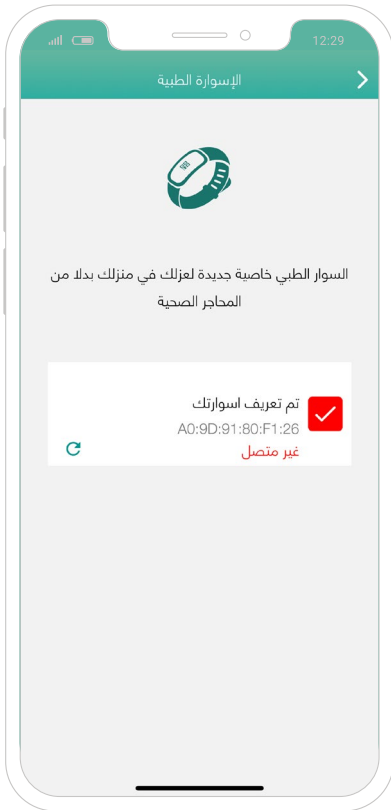 12:29
الإسوارة الطبية
السوار الطبي خاصية جديدة لعزلك في منزلك بدلا من
المحاجر الصحية
تم تعريف اسوارتك
A0:9D:91:80:F1:26
غير متصل